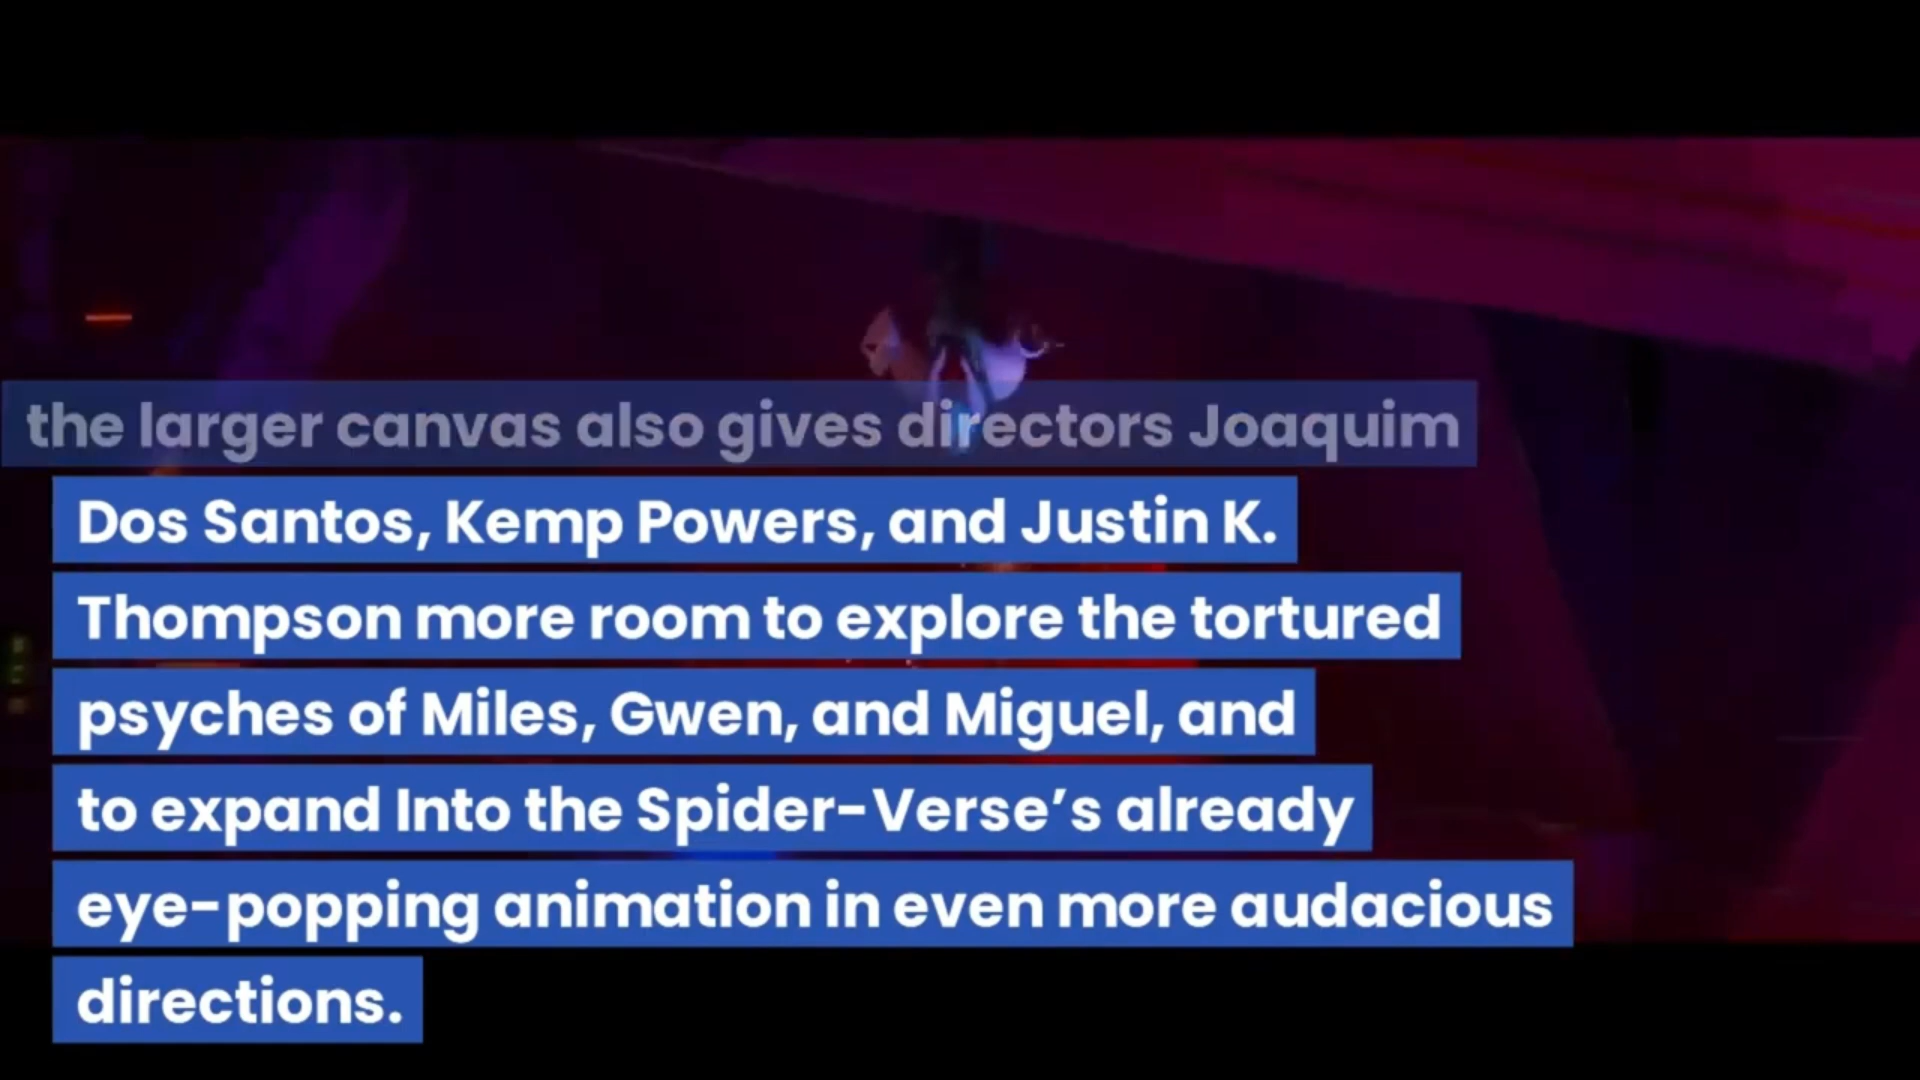 the larger canvas also gives directors Joaquim
Dos Santos, Kemp Powers, and Justin K.
Thompson more room to explore the tortured
psyches of Miles, Gwen, and Miguel, and
to expand Into the Spider-Verse’s already
eye-popping animation in even more audacious
directions.